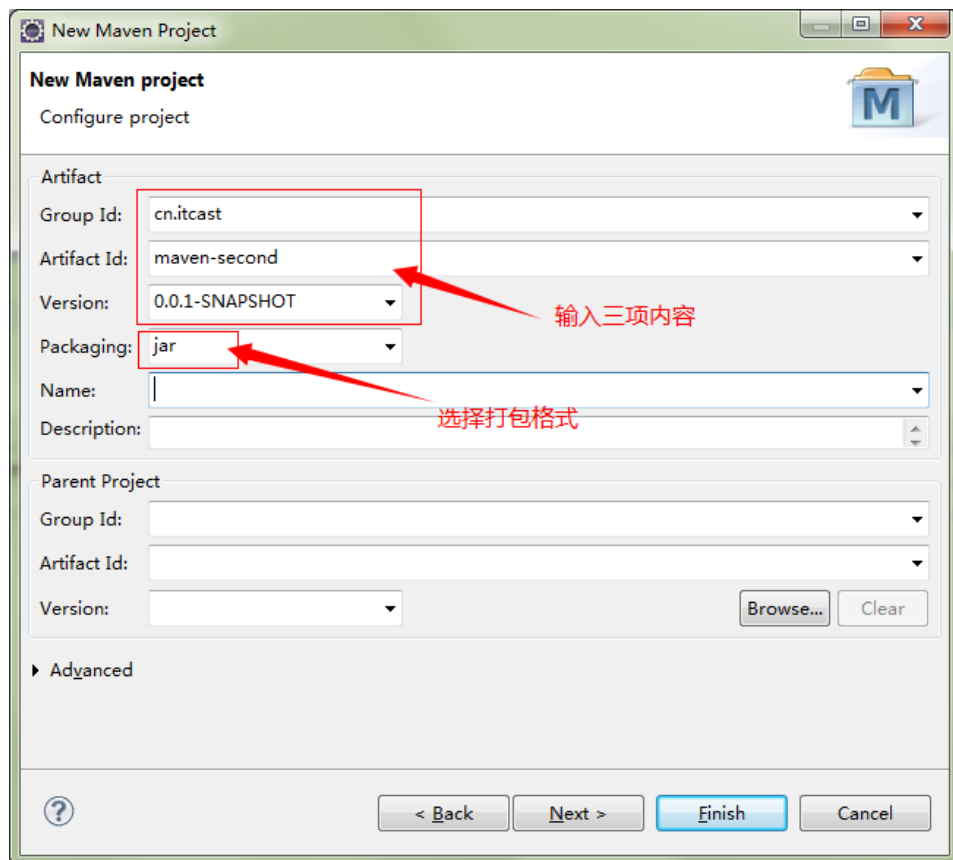 New Maven Project
New Maven project
Configure project
M
Artifact
Group Id: cn.itcast
Artifact Id: maven-second
Version: 0.0.1-SNAPSHOT
输入三项内容
Packaging: jar
Name:
选择打包格式
Description:
Parent Project
Group Id:
Artifact Id:
Version: Browse... Clear
Advanced
? < Back Next > Finish Cancel